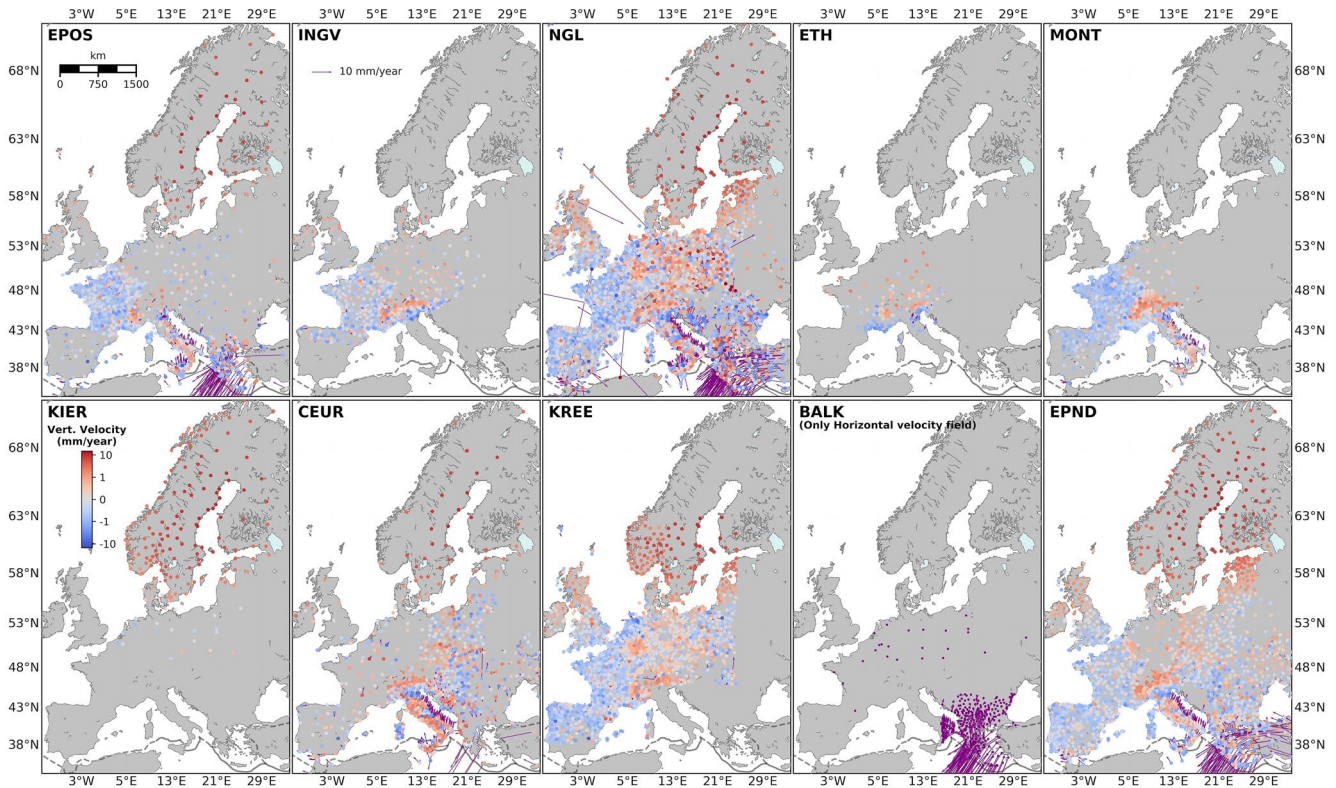 3°W 5°E 13°E 21°E 29°E 3°W 5°E 13°E 21°E 29°E 3°W 5°E 13°E 21°E 29°E 3°W 5°E 13°E 21°E 29°E 3°W 5°E 13°E 21°E 29°E
EPOS INGV NGL ETH MONT
km
0 750 1500
10 mm/year
68°N 68°N
63°N 63°N
58°N 58°N
53°N 53°N
48°N 48°N
43°N 43°N
38°N 38°N
KIER CEUR KREE BALK EPND
(Only Horizontal velocity field)
Vert. Velocity
(mm/year)
10
1
0
-1
-10
68°N 68°N
63°N 63°N
58°N 58°N
53°N 53°N
48°N 48°N
43°N 43°N
38°N 38°N
3°W 5°E 13°E 21°E 29°E 3°W 5°E 13°E 21°E 29°E 3°W 5°E 13°E 21°E 29°E 3°W 5°E 13°E 21°E 29°E 3°W 5°E 13°E 21°E 29°E